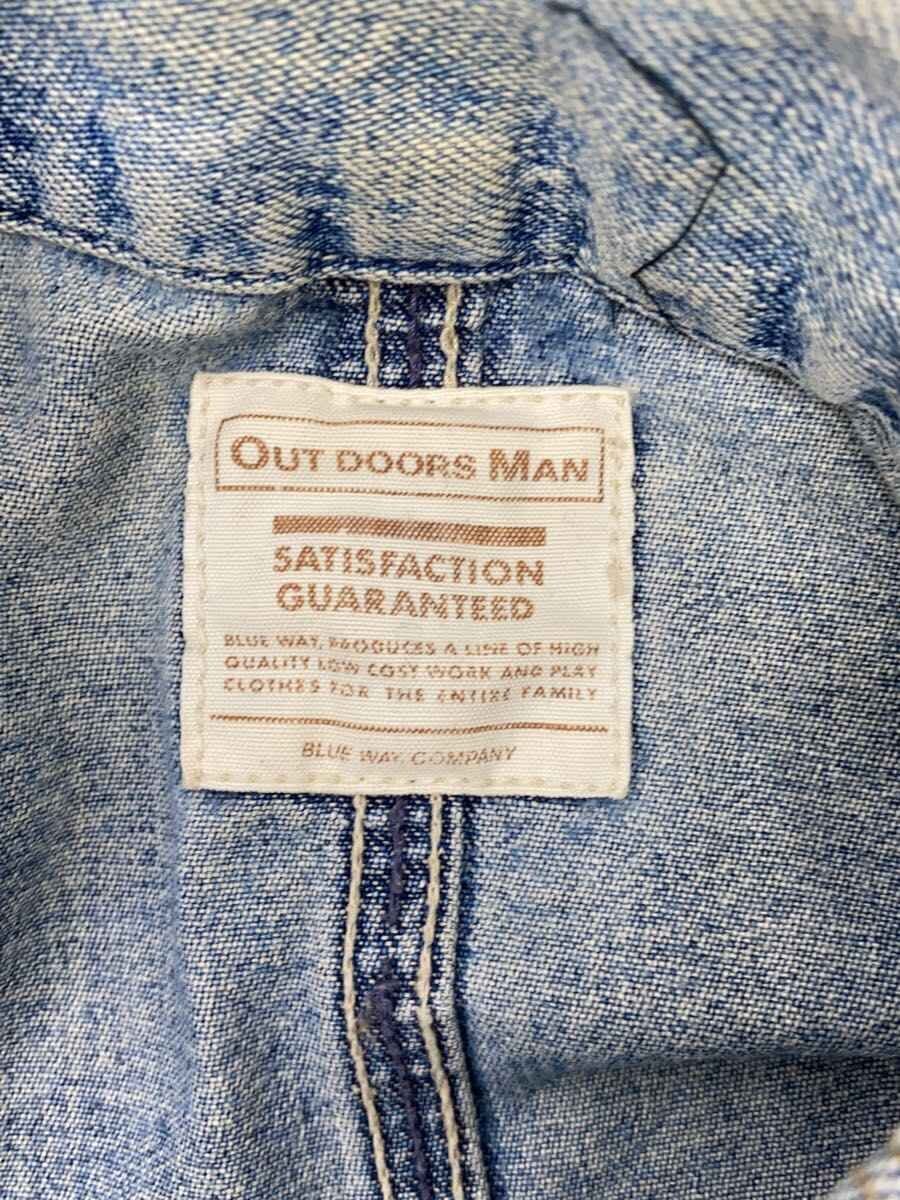 OUT DOORS MAN
SATISFACTION
GUARANTEED
BLUE WAY, PRODUCES A LINE OF HIGH
QUALITY LOW COST WORK AND PLAY
CLOTHES FOR THE ENTIRE FAMILY
BLUE WAY, COMPANY